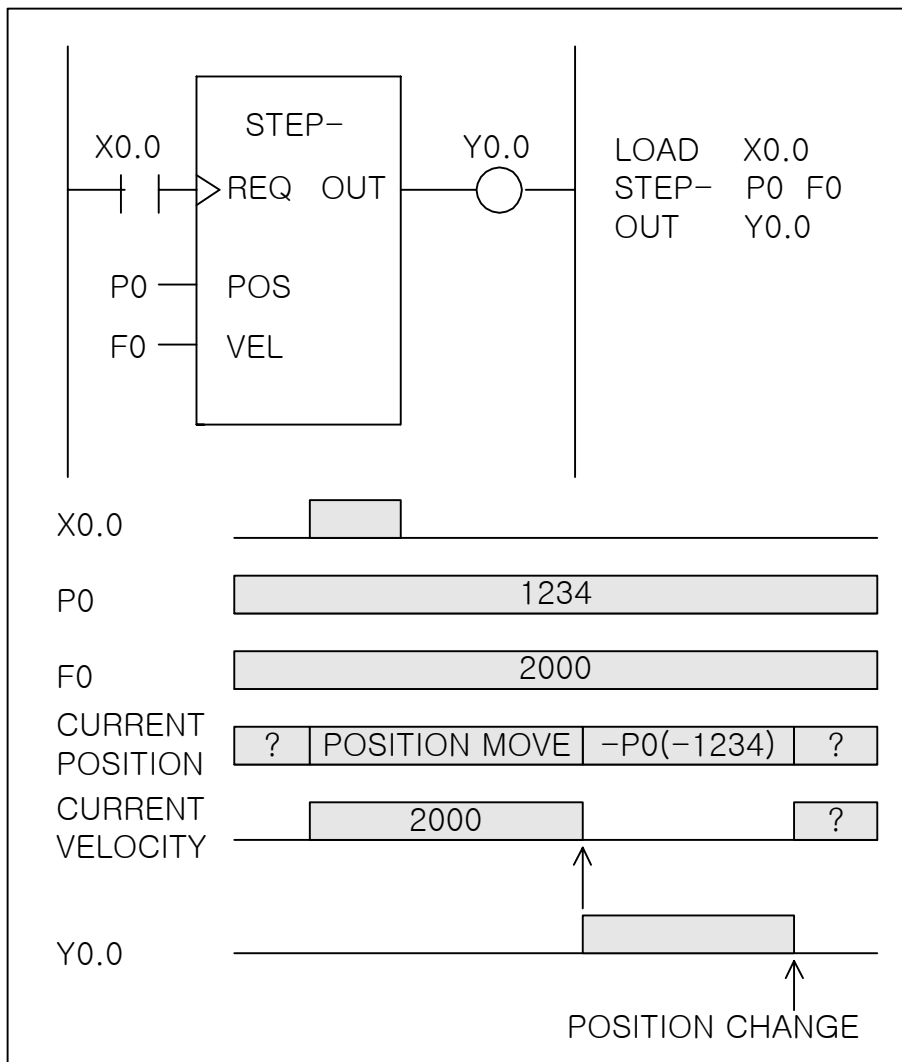 STEP-
X0.0
Y0.0
REQ OUT
P0
POS
F0
VEL
LOAD X0.0
STEP- P0 F0
OUT Y0.0
X0.0
P0
1234
F0
2000
CURRENT
POSITION
? POSITION MOVE -P0(-1234) ?
CURRENT
VELOCITY
2000 ?
Y0.0
POSITION CHANGE